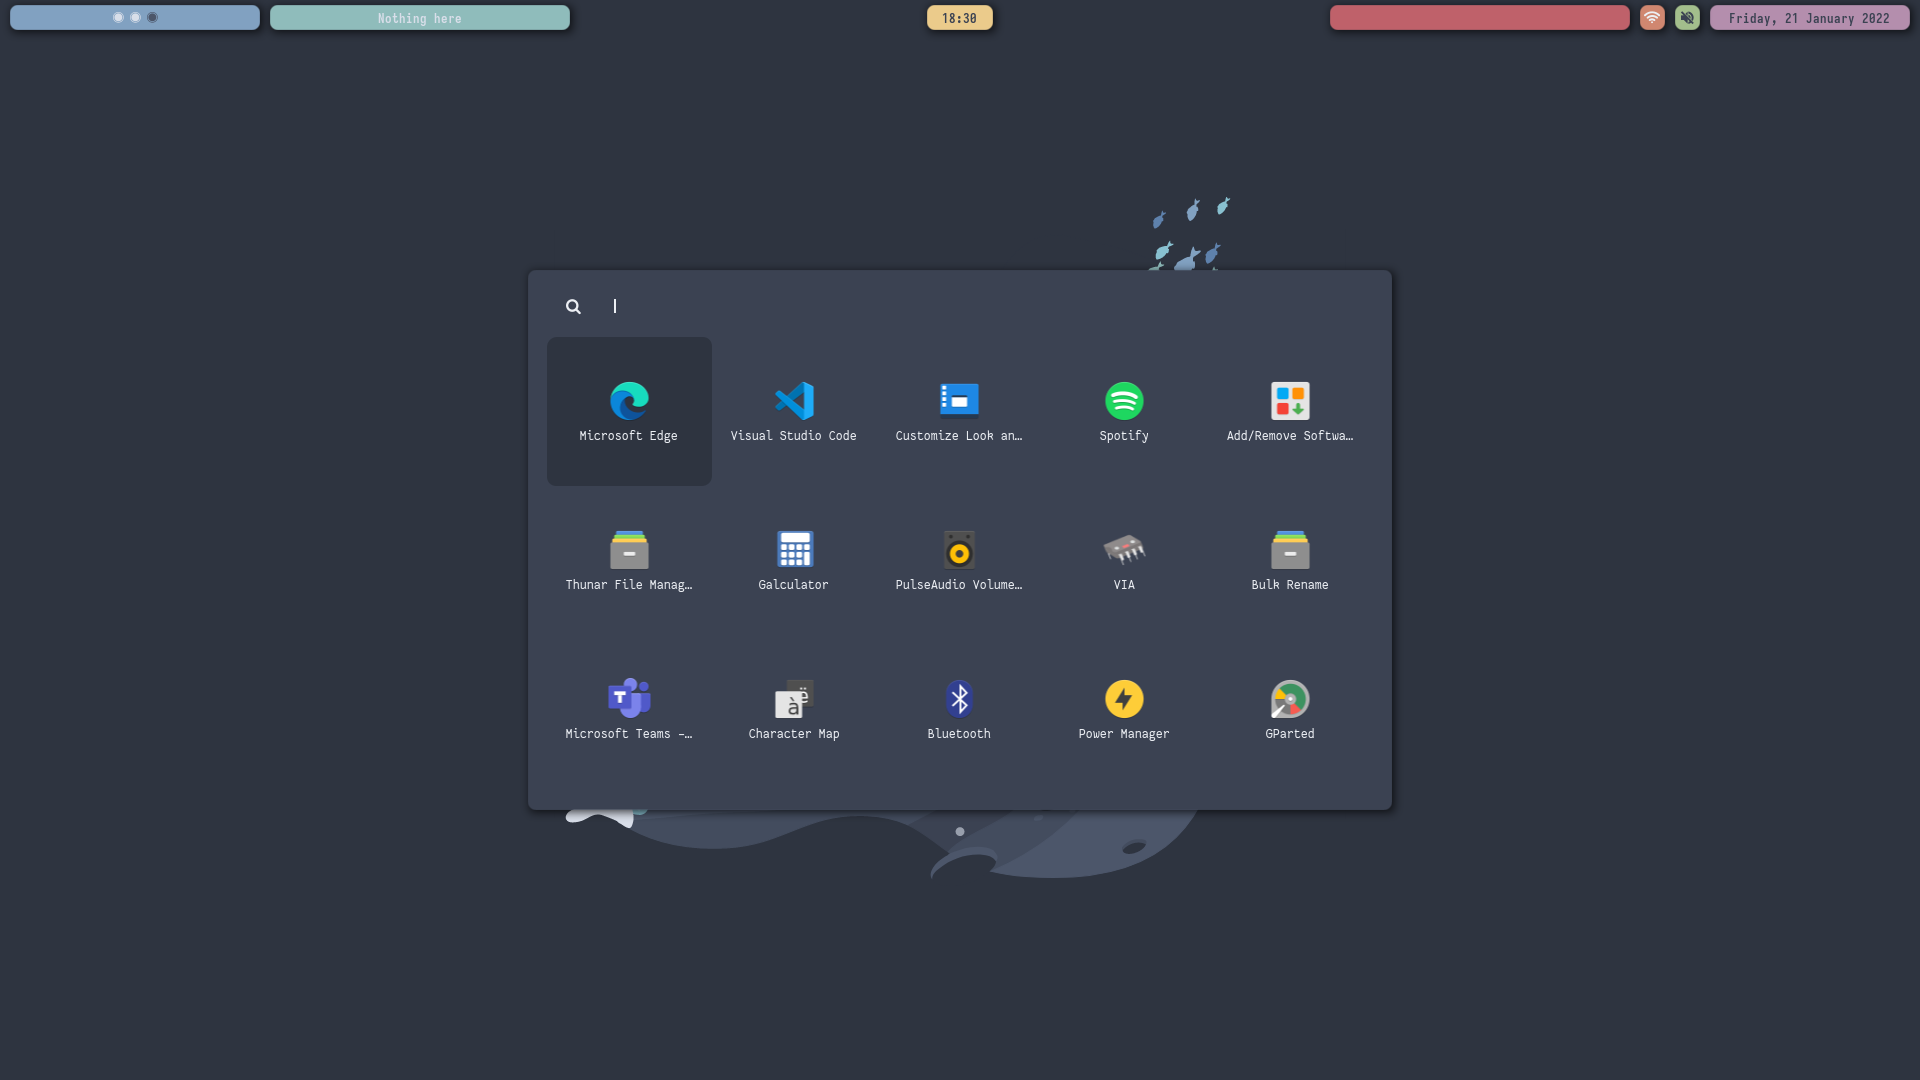 Nothing here
18:30
Friday, 21 January 2022
Microsoft Edge
Visual Studio Code
Customize Look an…
Spotify
Add/Remove Softwa…
Thunar File Manag…
Galculator
PulseAudio Volume…
VIA
Bulk Rename
Microsoft Teams -…
Character Map
Bluetooth
Power Manager
GParted